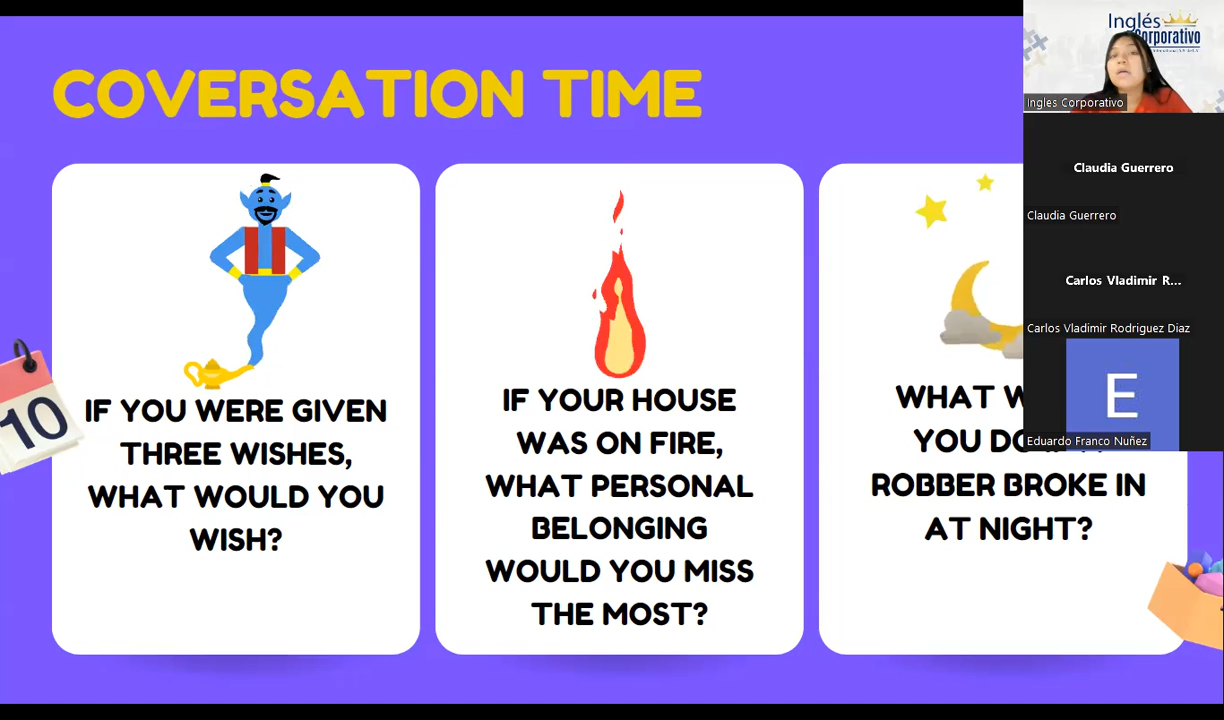 COVERSATION TIME
10
IF YOU WERE GIVEN
THREE WISHES,
WHAT WOULD YOU
WISH?
IF YOUR HOUSE
WAS ON FIRE,
WHAT PERSONAL
BELONGING
WOULD YOU MISS
THE MOST?
WHAT
YOU DO
ROBBER BROKE IN
AT NIGHT?
Inglés
Corporativo
Ingles Corporativo
Claudia Guerrero
Claudia Guerrero
Carlos Vladimir R...
Carlos Vladimir Rodriguez Diaz
E
Eduardo Franco Nuñez